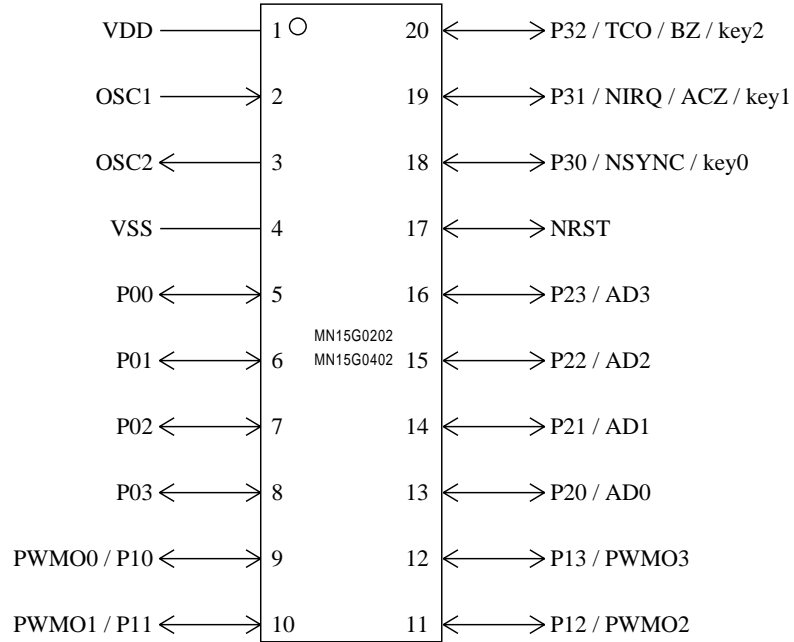 VDD 1 20 P32 / TCO / BZ / key2
OSC1 2 19 P31 / NIRQ / ACZ / key1
OSC2 3 18 P30 / NSYNC / key0
VSS 4 17 NRST
P00 5 16 P23 / AD3
MN15G0202
P01 6 MN15G0402 15 P22 / AD2
P02 7 14 P21 / AD1
P03 8 13 P20 / AD0
PWMO0 / P10 9 12 P13 / PWMO3
PWMO1 / P11 10 11 P12 / PWMO2